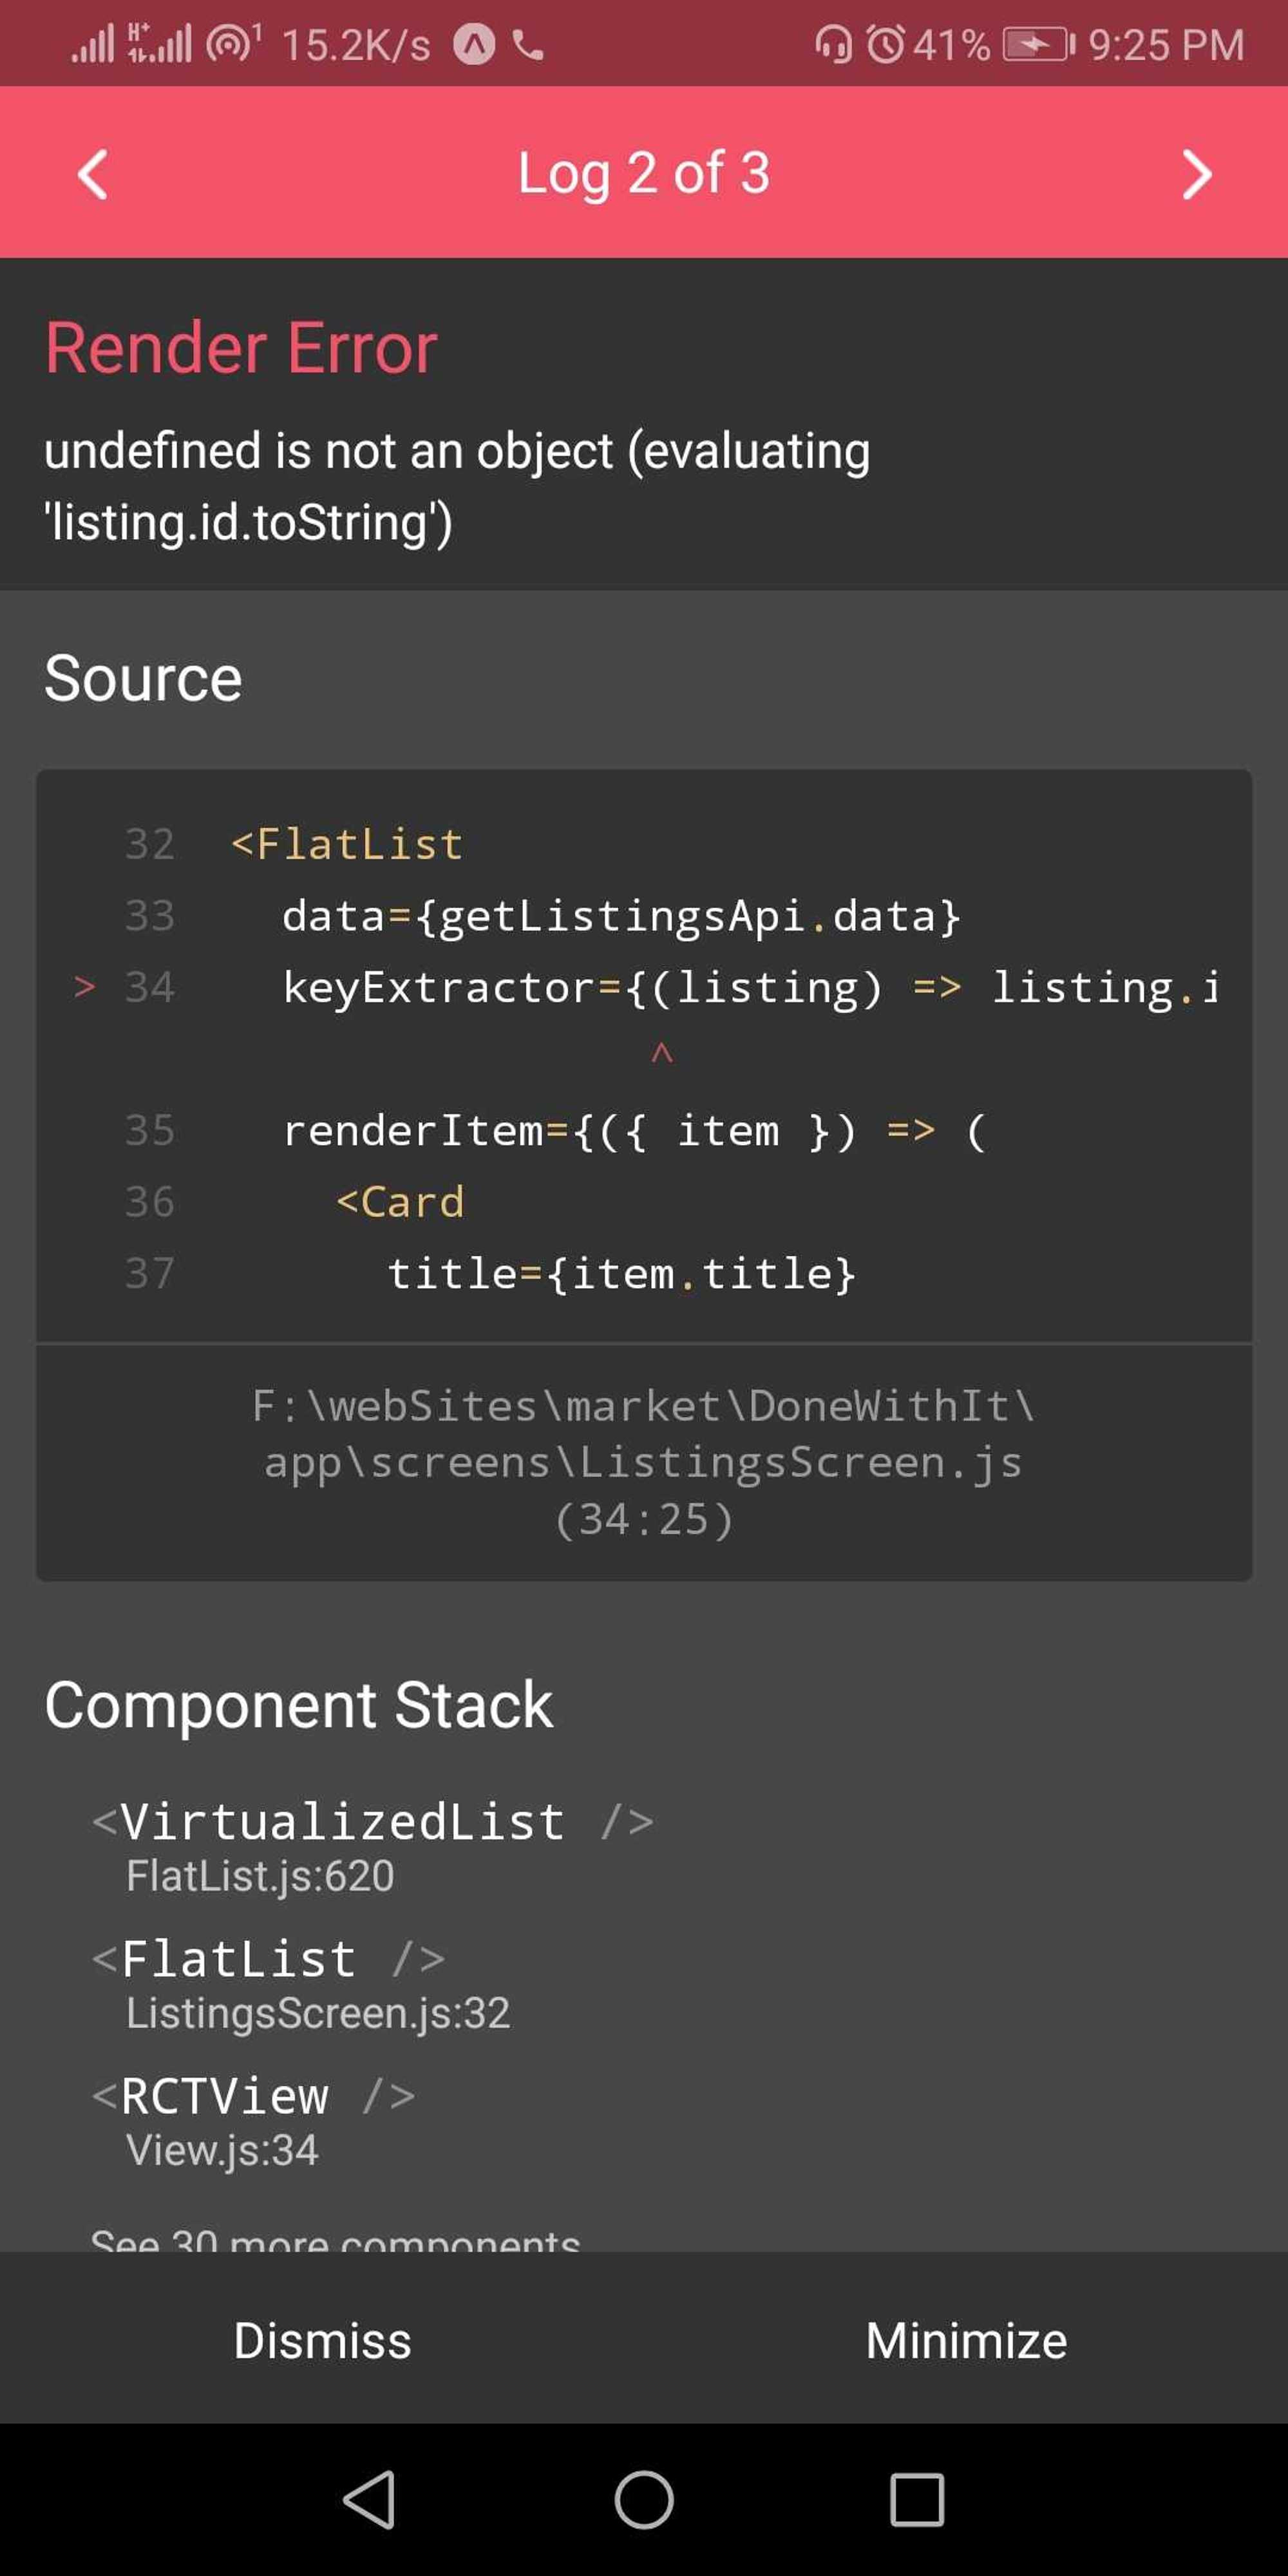 H+ 1 15.2K/s 41% 9:25 PM
Log 2 of 3
Render Error
undefined is not an object (evaluating
'listing.id.toString')
Source
32 <FlatList
33 data={getListingsApi.data}
> 34 keyExtractor={(listing) => listing.i
^
35 renderItem={({ item }) => (
36 <Card
37 title={item.title}
F:\webSites\market\DoneWithIt\
app\screens\ListingsScreen.js
(34:25)
Component Stack
<VirtualizedList />
FlatList.js:620
<FlatList />
ListingsScreen.js:32
<RCTView />
View.js:34
See 30 more components
Dismiss Minimize